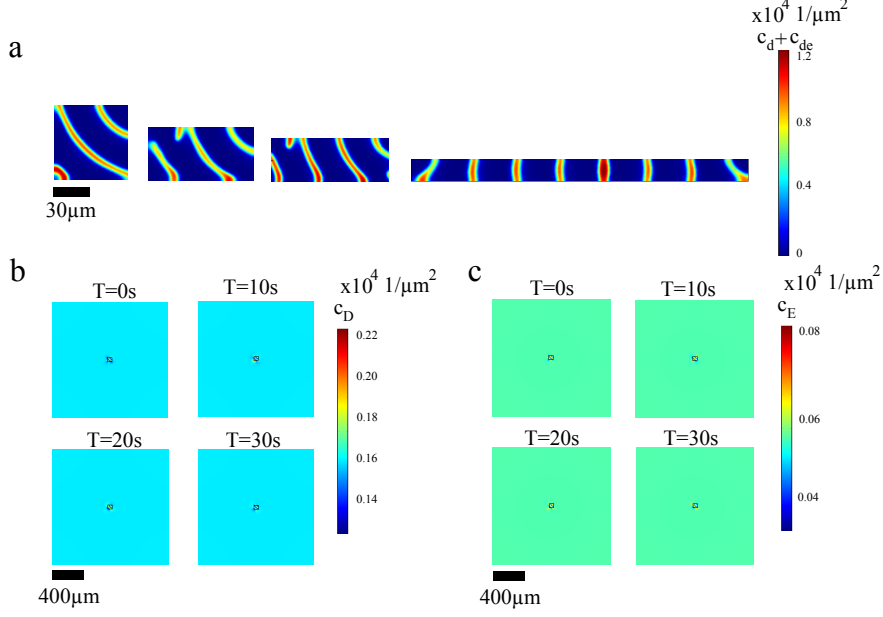 a
x10⁴ 1/µm²
c_d+c_de
1.2
0.8
0.4
0
30µm
b
T=0s
T=10s
T=20s
T=30s
x10⁴ 1/µm²
c_D
0.22
0.20
0.18
0.16
0.14
400µm
c
T=0s
T=10s
T=20s
T=30s
x10⁴ 1/µm²
c_E
0.08
0.06
0.04
400µm